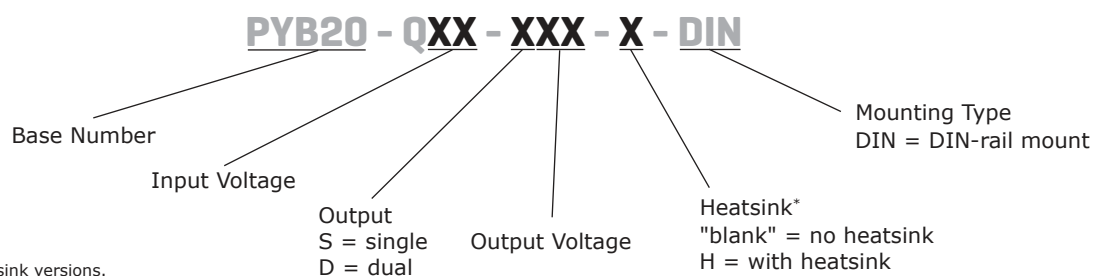 PYB20 - QXX - XXX - X - DIN
Base Number
Input Voltage
Output
S = single
D = dual
Output Voltage
Heatsink*
"blank" = no heatsink
H = with heatsink
Mounting Type
DIN = DIN-rail mount
sink versions.